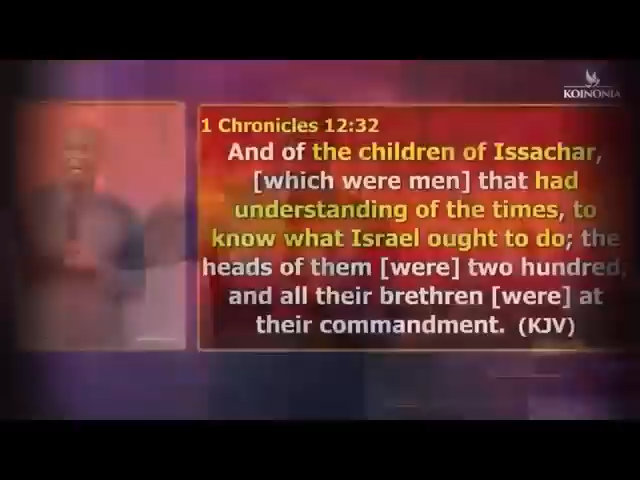 KOINONIA
1 Chronicles 12:32
And of the children of Issachar,
[which were men] that had
understanding of the times, to
know what Israel ought to do; the
heads of them [were] two hundred,
and all their brethren [were] at
their commandment. (KJV)